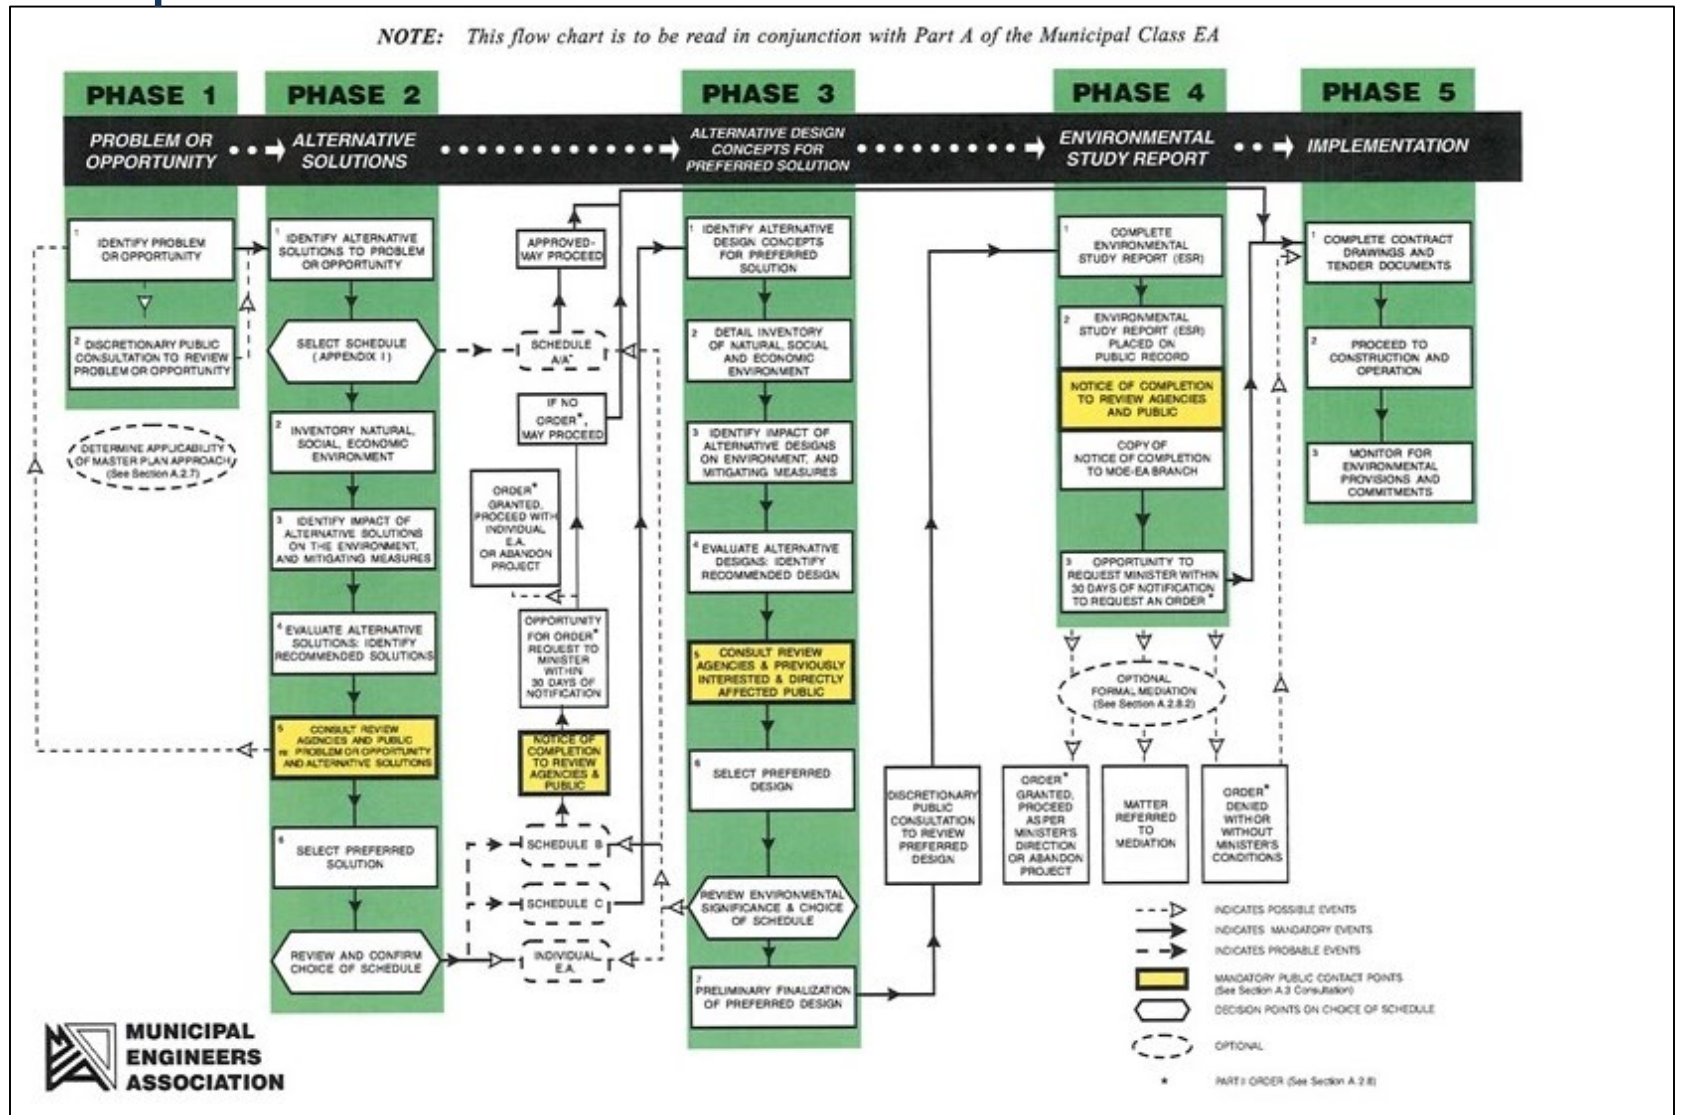 NOTE: This flow chart is to be read in conjunction with Part A of the Municipal Class EA
PHASE 1
PROBLEM OR
OPPORTUNITY
1
IDENTIFY PROBLEM
OR OPPORTUNITY
2
DISCRETIONARY PUBLIC
CONSULTATION TO REVIEW
PROBLEM OR OPPORTUNITY
DETERMINE APPLICABILITY
OF MASTER PLAN APPROACH
(See Section A.2.7)
PHASE 2
ALTERNATIVE
SOLUTIONS
1
IDENTIFY ALTERNATIVE
SOLUTIONS TO PROBLEM
OR OPPORTUNITY
SELECT SCHEDULE
(APPENDIX I)
2
INVENTORY NATURAL,
SOCIAL, ECONOMIC
ENVIRONMENT
3
IDENTIFY IMPACT OF
ALTERNATIVE SOLUTIONS
ON THE ENVIRONMENT,
AND MITIGATING MEASURES
4
EVALUATE ALTERNATIVE
SOLUTIONS: IDENTIFY
RECOMMENDED SOLUTIONS
5
CONSULT REVIEW
AGENCIES AND PUBLIC
re: PROBLEM OR OPPORTUNITY
AND ALTERNATIVE SOLUTIONS
6
SELECT PREFERRED
SOLUTION
REVIEW AND CONFIRM
CHOICE OF SCHEDULE
APPROVED-
MAY PROCEED
SCHEDULE
A/A+
IF NO
ORDER*,
MAY PROCEED
ORDER*
GRANTED,
PROCEED WITH
INDIVIDUAL
E.A.
OR ABANDON
PROJECT
OPPORTUNITY
FOR ORDER*
REQUEST TO
MINISTER
WITHIN
30 DAYS OF
NOTIFICATION
NOTICE OF
COMPLETION
TO REVIEW
AGENCIES &
PUBLIC
SCHEDULE B
SCHEDULE C
INDIVIDUAL
E.A.
PHASE 3
ALTERNATIVE DESIGN
CONCEPTS FOR
PREFERRED SOLUTION
1
IDENTIFY ALTERNATIVE
DESIGN CONCEPTS
FOR PREFERRED
SOLUTION
2
DETAIL INVENTORY
OF NATURAL, SOCIAL
AND ECONOMIC
ENVIRONMENT
3
IDENTIFY IMPACT OF
ALTERNATIVE DESIGNS
ON ENVIRONMENT, AND
MITIGATING MEASURES
4
EVALUATE ALTERNATIVE
DESIGNS: IDENTIFY
RECOMMENDED DESIGN
5
CONSULT REVIEW
AGENCIES & PREVIOUSLY
INTERESTED & DIRECTLY
AFFECTED PUBLIC
6
SELECT PREFERRED
DESIGN
REVIEW ENVIRONMENTAL
SIGNIFICANCE & CHOICE
OF SCHEDULE
7
PRELIMINARY FINALIZATION
OF PREFERRED DESIGN
DISCRETIONARY
PUBLIC
CONSULTATION
TO REVIEW
PREFERRED
DESIGN
PHASE 4
ENVIRONMENTAL
STUDY REPORT
1
COMPLETE
ENVIRONMENTAL
STUDY REPORT (ESR)
2
ENVIRONMENTAL
STUDY REPORT (ESR)
PLACED ON
PUBLIC RECORD
NOTICE OF COMPLETION
TO REVIEW AGENCIES
AND PUBLIC
COPY OF
NOTICE OF COMPLETION
TO MOE-EA BRANCH
3
OPPORTUNITY TO
REQUEST MINISTER WITHIN
30 DAYS OF NOTIFICATION
TO REQUEST AN ORDER*
OPTIONAL
FORMAL MEDIATION
(See Section A.2.8.2)
ORDER*
GRANTED,
PROCEED
AS PER
MINISTER'S
DIRECTION
OR ABANDON
PROJECT
MATTER
REFERRED
TO
MEDIATION
ORDER*
DENIED
WITH OR
WITHOUT
MINISTER'S
CONDITIONS
PHASE 5
IMPLEMENTATION
1
COMPLETE CONTRACT
DRAWINGS AND
TENDER DOCUMENTS
2
PROCEED TO
CONSTRUCTION AND
OPERATION
3
MONITOR FOR
ENVIRONMENTAL
PROVISIONS AND
COMMITMENTS
INDICATES POSSIBLE EVENTS
INDICATES MANDATORY EVENTS
INDICATES PROBABLE EVENTS
MANDATORY PUBLIC CONTACT POINTS
(See Section A.3 Consultation)
DECISION POINTS ON CHOICE OF SCHEDULE
OPTIONAL
* PART II ORDER (See Section A.2.8)
MUNICIPAL
ENGINEERS
ASSOCIATION